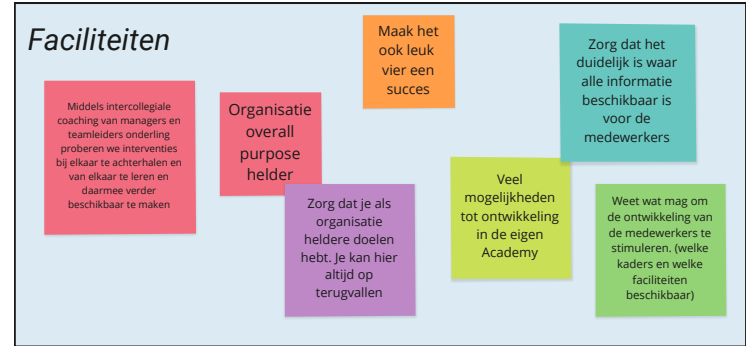 Faciliteiten
Maak het
ook leuk
vier een
succes
Zorg dat het
duidelijk is waar
alle informatie
beschikbaar is
voor de
medewerkers
Middels intercollegiale
coaching van managers en
teamleiders onderling
proberen we interventies
bij elkaar te achterhalen en
van elkaar te leren en
daarmee verder
beschikbaar te maken
Organisatie
overall
purpose
helder
Zorg dat je als
organisatie
heldere doelen
hebt. Je kan hier
altijd op
terugvallen
Veel
mogelijkheden
tot ontwikkeling
in de eigen
Academy
Weet wat mag om
de ontwikkeling van
de medewerkers te
stimuleren. (welke
kaders en welke
faciliteiten
beschikbaar)